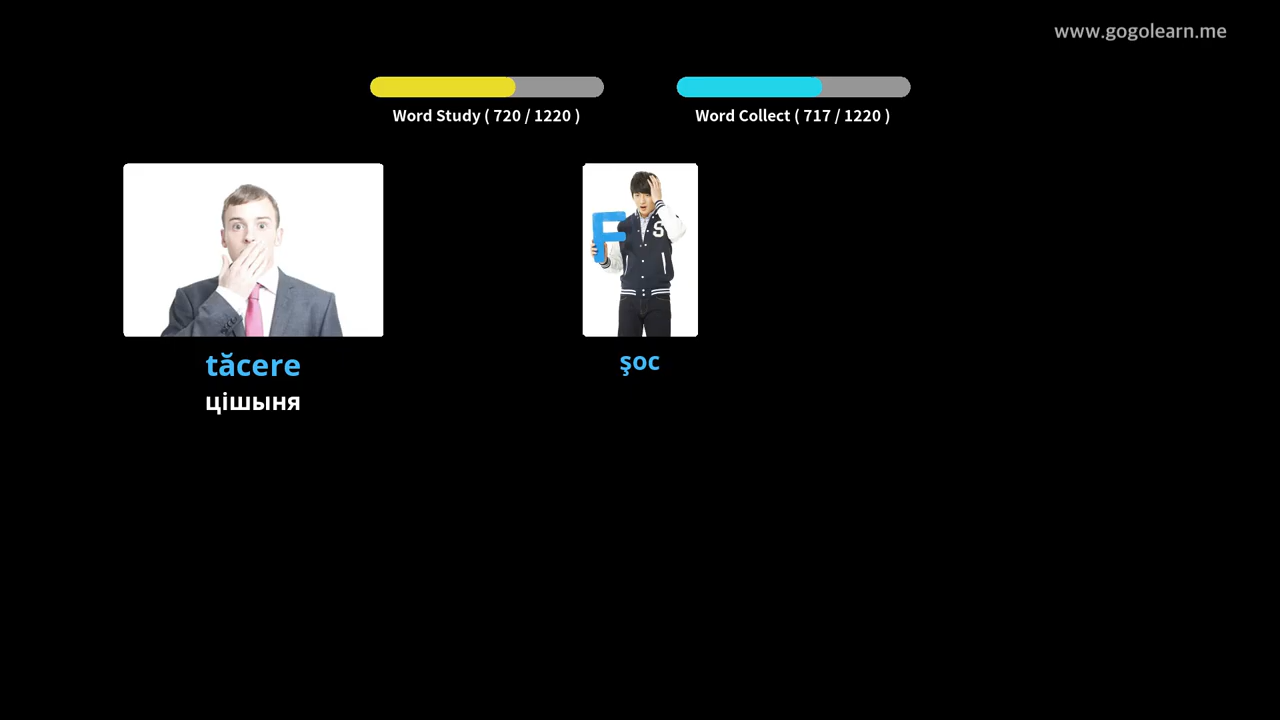 www.gogolearn.me
Word Study ( 720 / 1220 )
Word Collect ( 717 / 1220 )
F
S
tăcere
şoc
цішыня